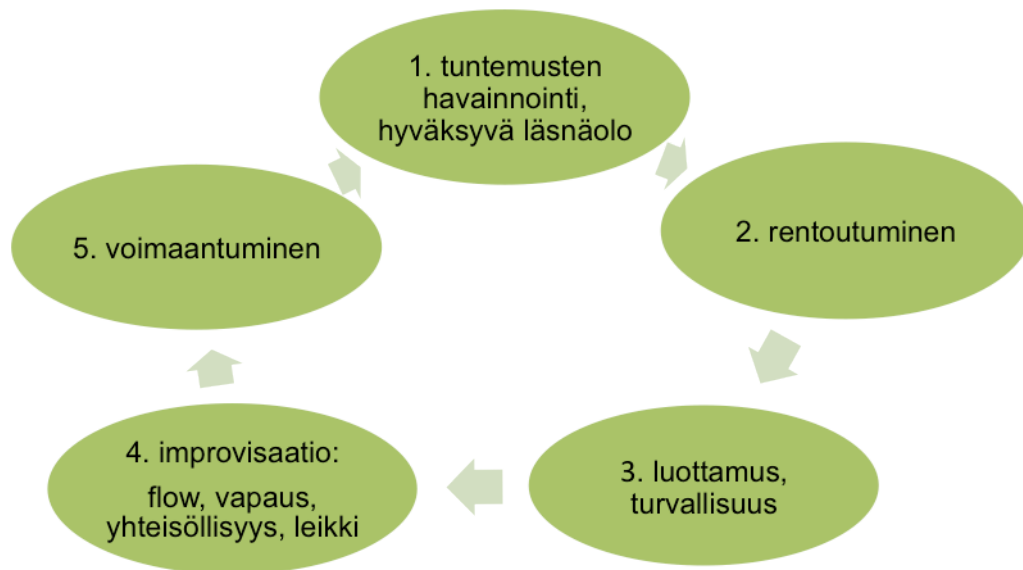 1. tuntemusten
havainnointi,
hyväksyvä läsnäolo
2. rentoutuminen
3. luottamus,
turvallisuus
4. improvisaatio:
flow, vapaus,
yhteisöllisyys, leikki
5. voimaantuminen